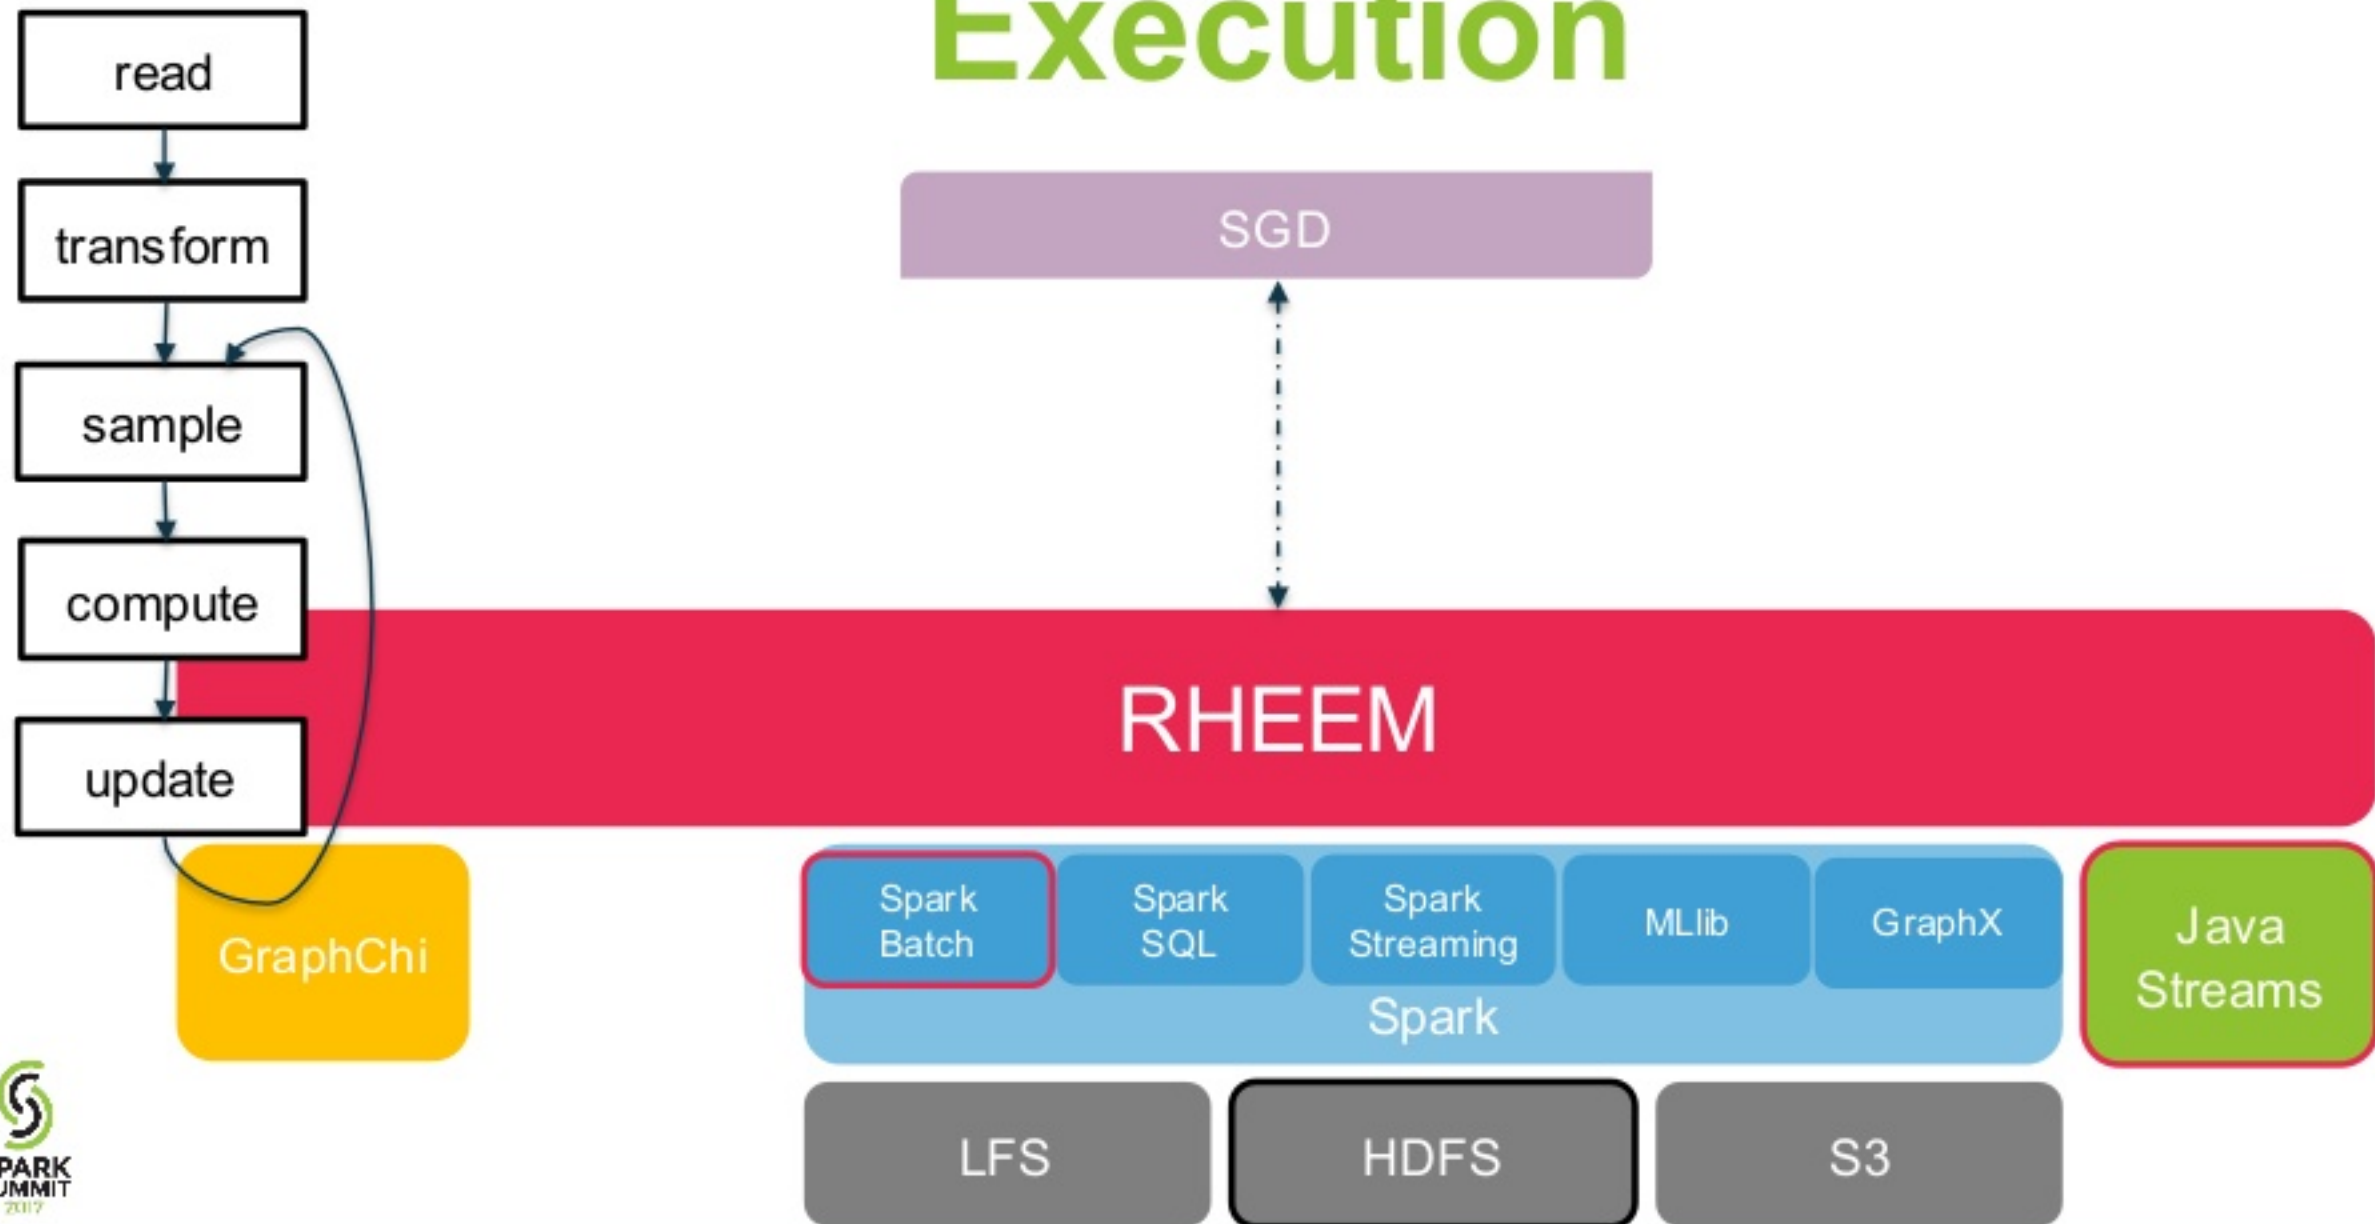 Execution
read
transform
sample
compute
update
SGD
RHEEM
GraphChi
Spark
Batch
Spark
SQL
Spark
Streaming
MLlib
GraphX
Spark
Java
Streams
LFS
HDFS
S3
PARK
UMMIT
2017